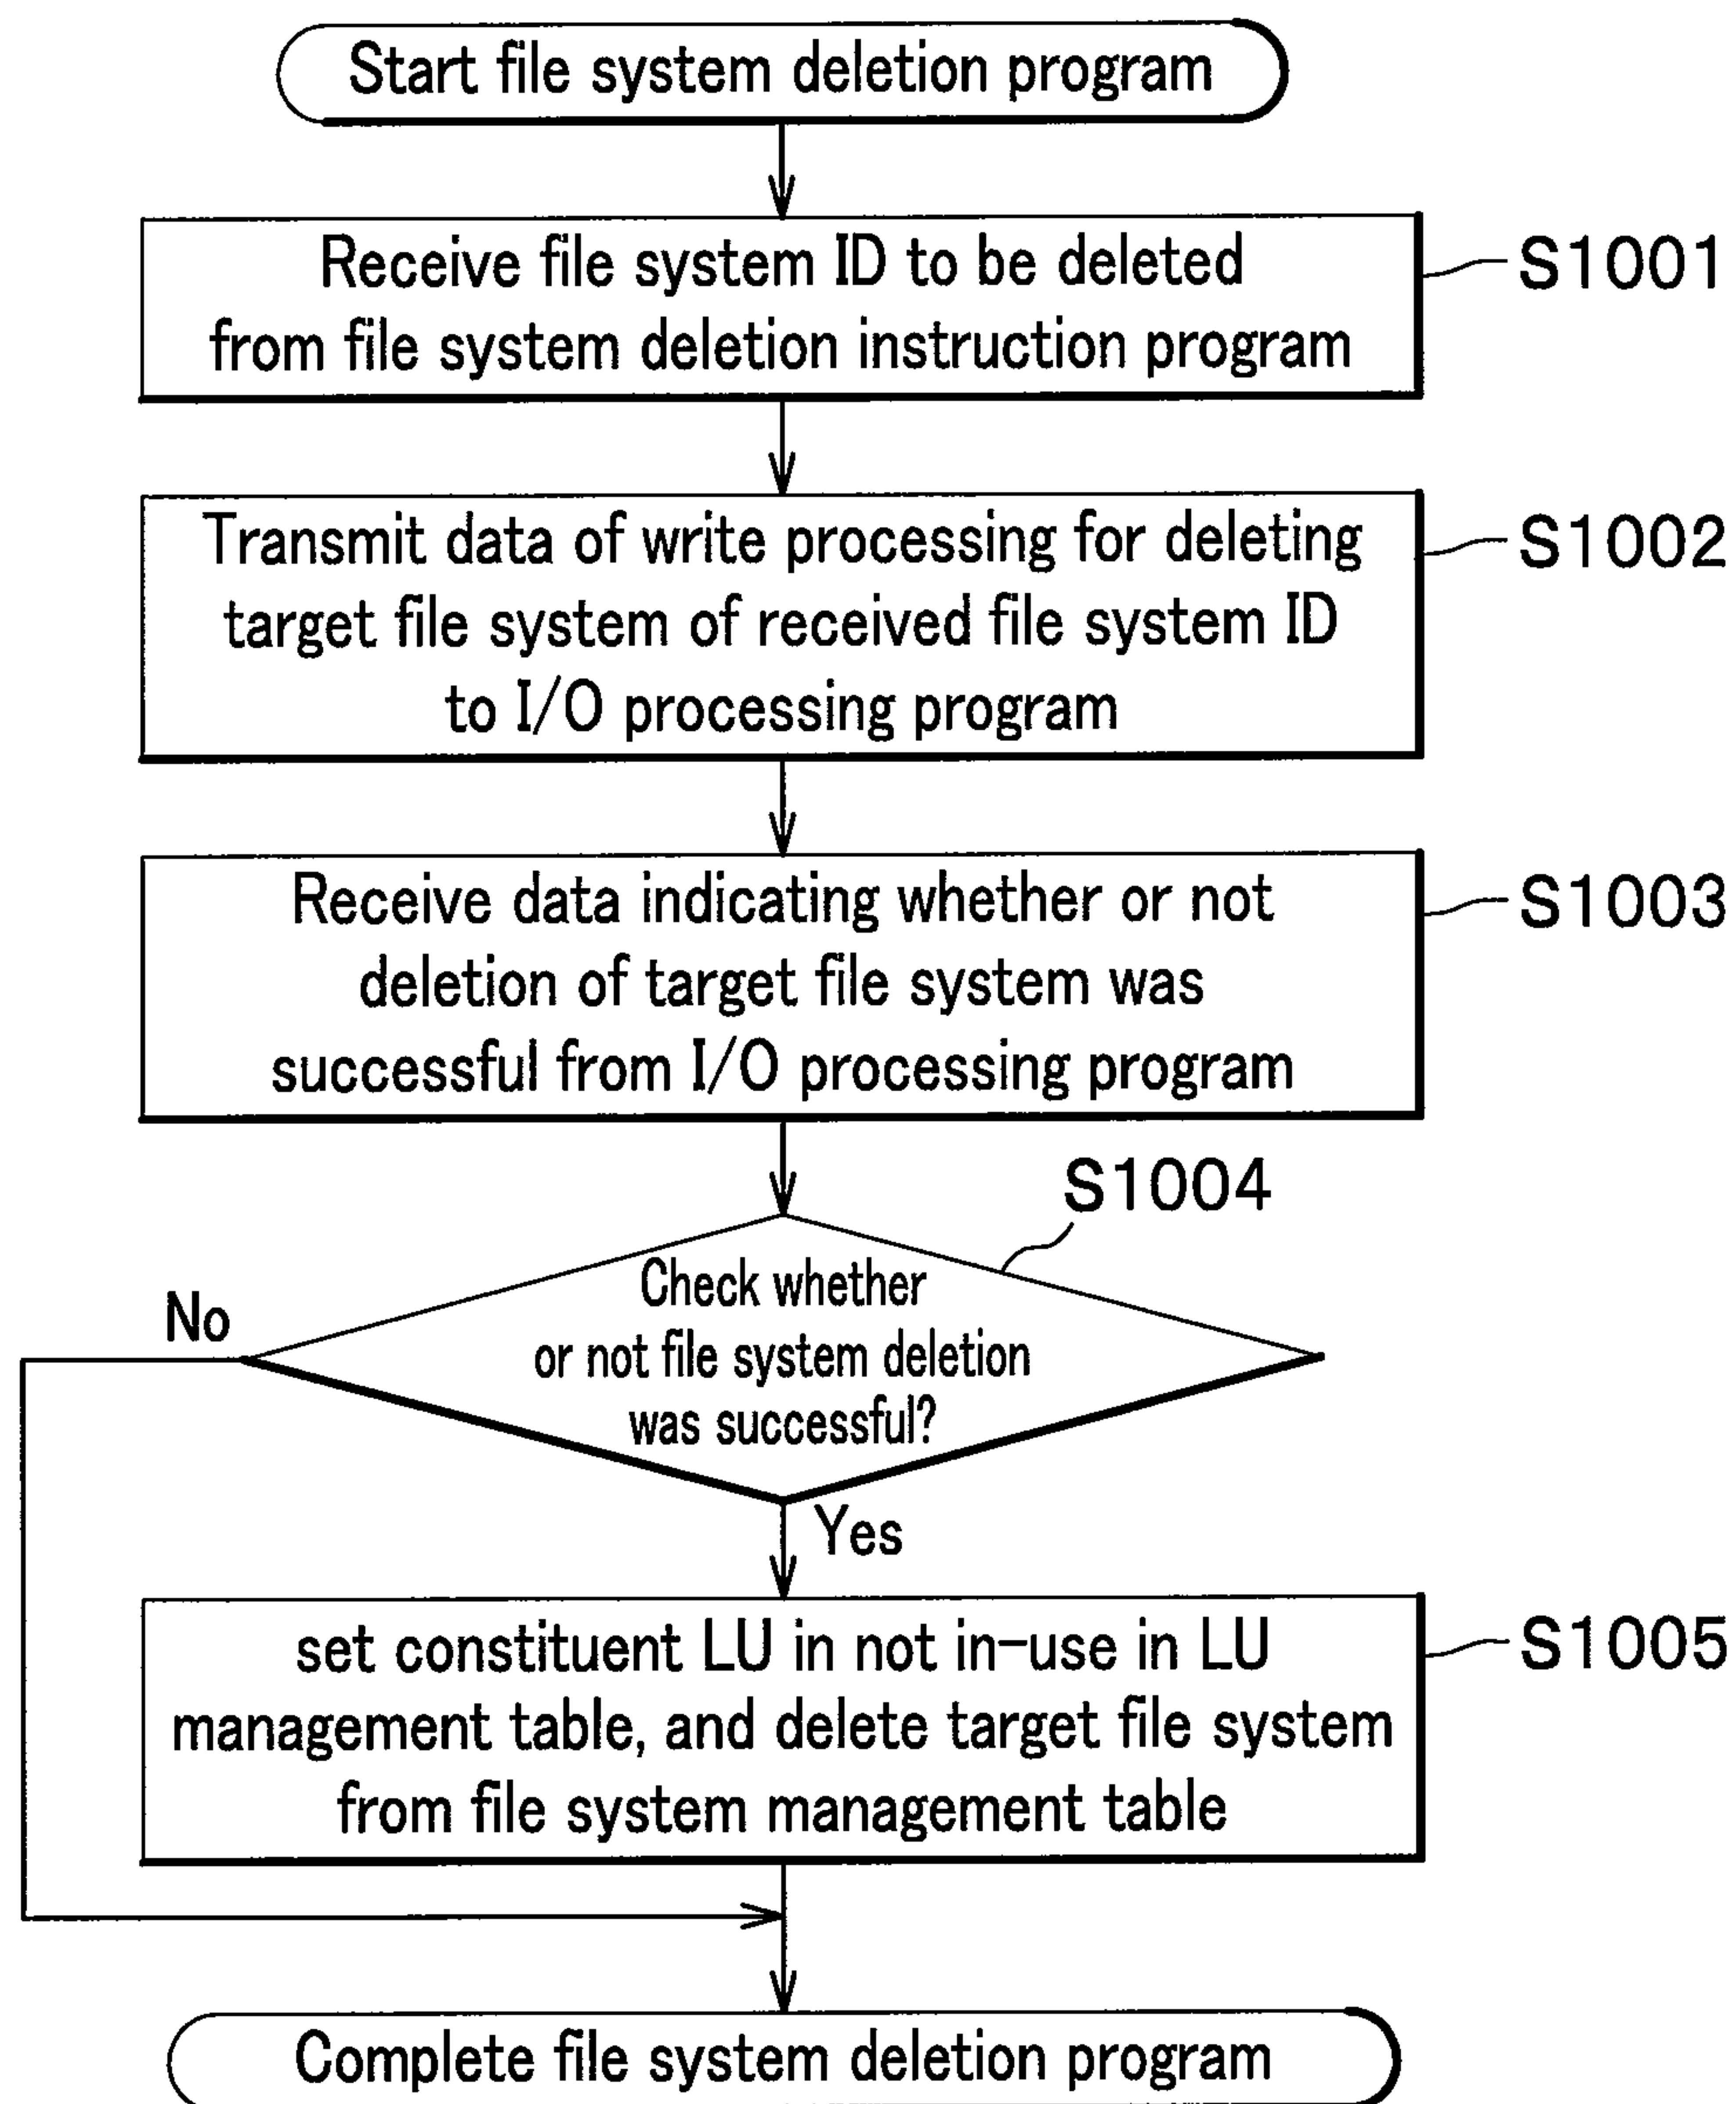 Start file system deletion program
Receive file system ID to be deleted
from file system deletion instruction program
S1001
Transmit data of write processing for deleting
target file system of received file system ID
to I/O processing program
S1002
Receive data indicating whether or not
deletion of target file system was
successful from I/O processing program
S1003
S1004
Check whether
or not file system deletion
was successful?
No
Yes
set constituent LU in not in-use in LU
management table, and delete target file system
from file system management table
S1005
Complete file system deletion program